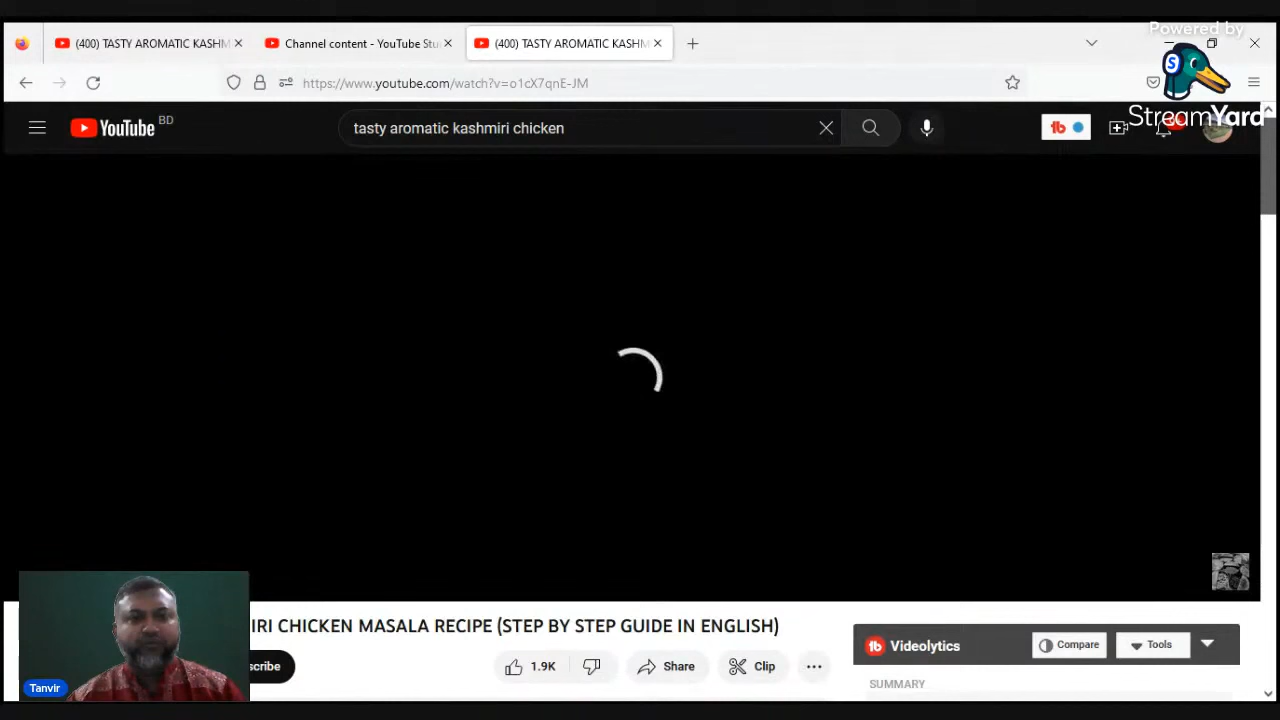 Powered by
StreamYard
(400) TASTY AROMATIC KASHM
Channel content - YouTube Stu
(400) TASTY AROMATIC KASHM
https://www.youtube.com/watch?v=o1cX7qnE-JM
YouTube BD
tasty aromatic kashmiri chicken
tb
IRI CHICKEN MASALA RECIPE (STEP BY STEP GUIDE IN ENGLISH)
scribe
1.9K
Share
Clip
tb Videolytics
Compare
Tools
SUMMARY
Tanvir